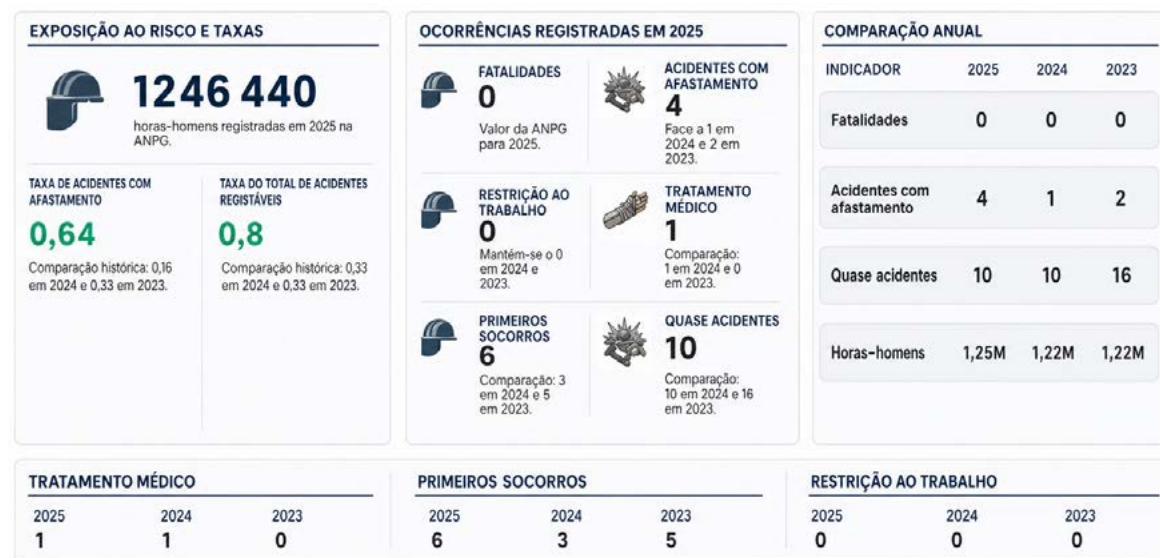 EXPOSIÇÃO AO RISCO E TAXAS
1246 440
horas-homens registradas em 2025 na
ANPG.
TAXA DE ACIDENTES COM
AFASTAMENTO
0,64
Comparação histórica: 0,16
em 2024 e 0,33 em 2023.
TAXA DO TOTAL DE ACIDENTES
REGISTÁVEIS
0,8
Comparação histórica: 0,33
em 2024 e 0,33 em 2023.
OCORRÊNCIAS REGISTRADAS EM 2025
FATALIDADES
0
Valor da ANPG
para 2025.
ACIDENTES COM
AFASTAMENTO
4
Face a 1 em
2024 e 2 em
2023.
RESTRIÇÃO AO
TRABALHO
0
Mantém-se o 0
em 2024 e
2023.
TRATAMENTO
MÉDICO
1
Comparação:
1 em 2024 e 0
em 2023.
PRIMEIROS
SOCORROS
6
Comparação: 3
em 2024 e 5
em 2023.
QUASE ACIDENTES
10
Comparação:
10 em 2024 e 16
em 2023.
COMPARAÇÃO ANUAL
INDICADOR 2025 2024 2023
Fatalidades 0 0 0
Acidentes com
afastamento 4 1 2
Quase acidentes 10 10 16
Horas-homens 1,25M 1,22M 1,22M
TRATAMENTO MÉDICO
2025 2024 2023
1 1 0
PRIMEIROS SOCORROS
2025 2024 2023
6 3 5
RESTRIÇÃO AO TRABALHO
2025 2024 2023
0 0 0